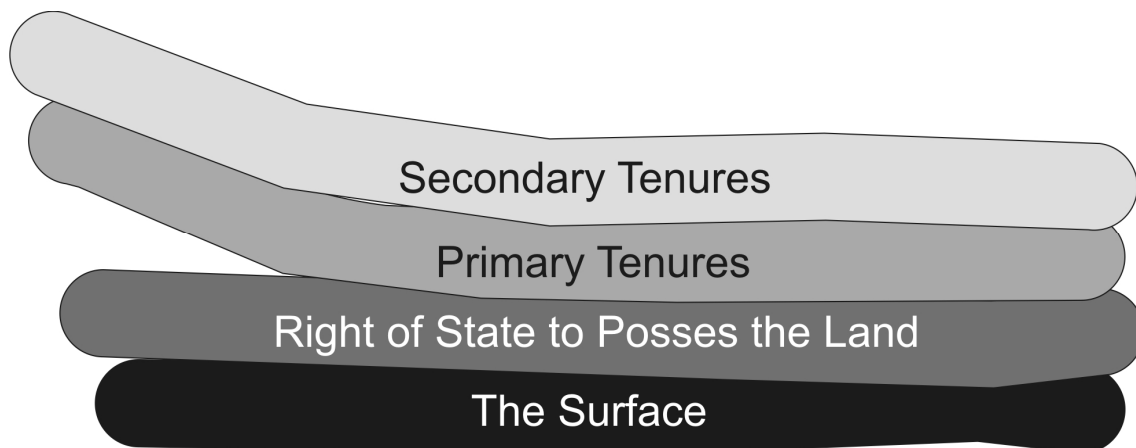 Secondary Tenures
Primary Tenures
Right of State to Posses the Land
The Surface